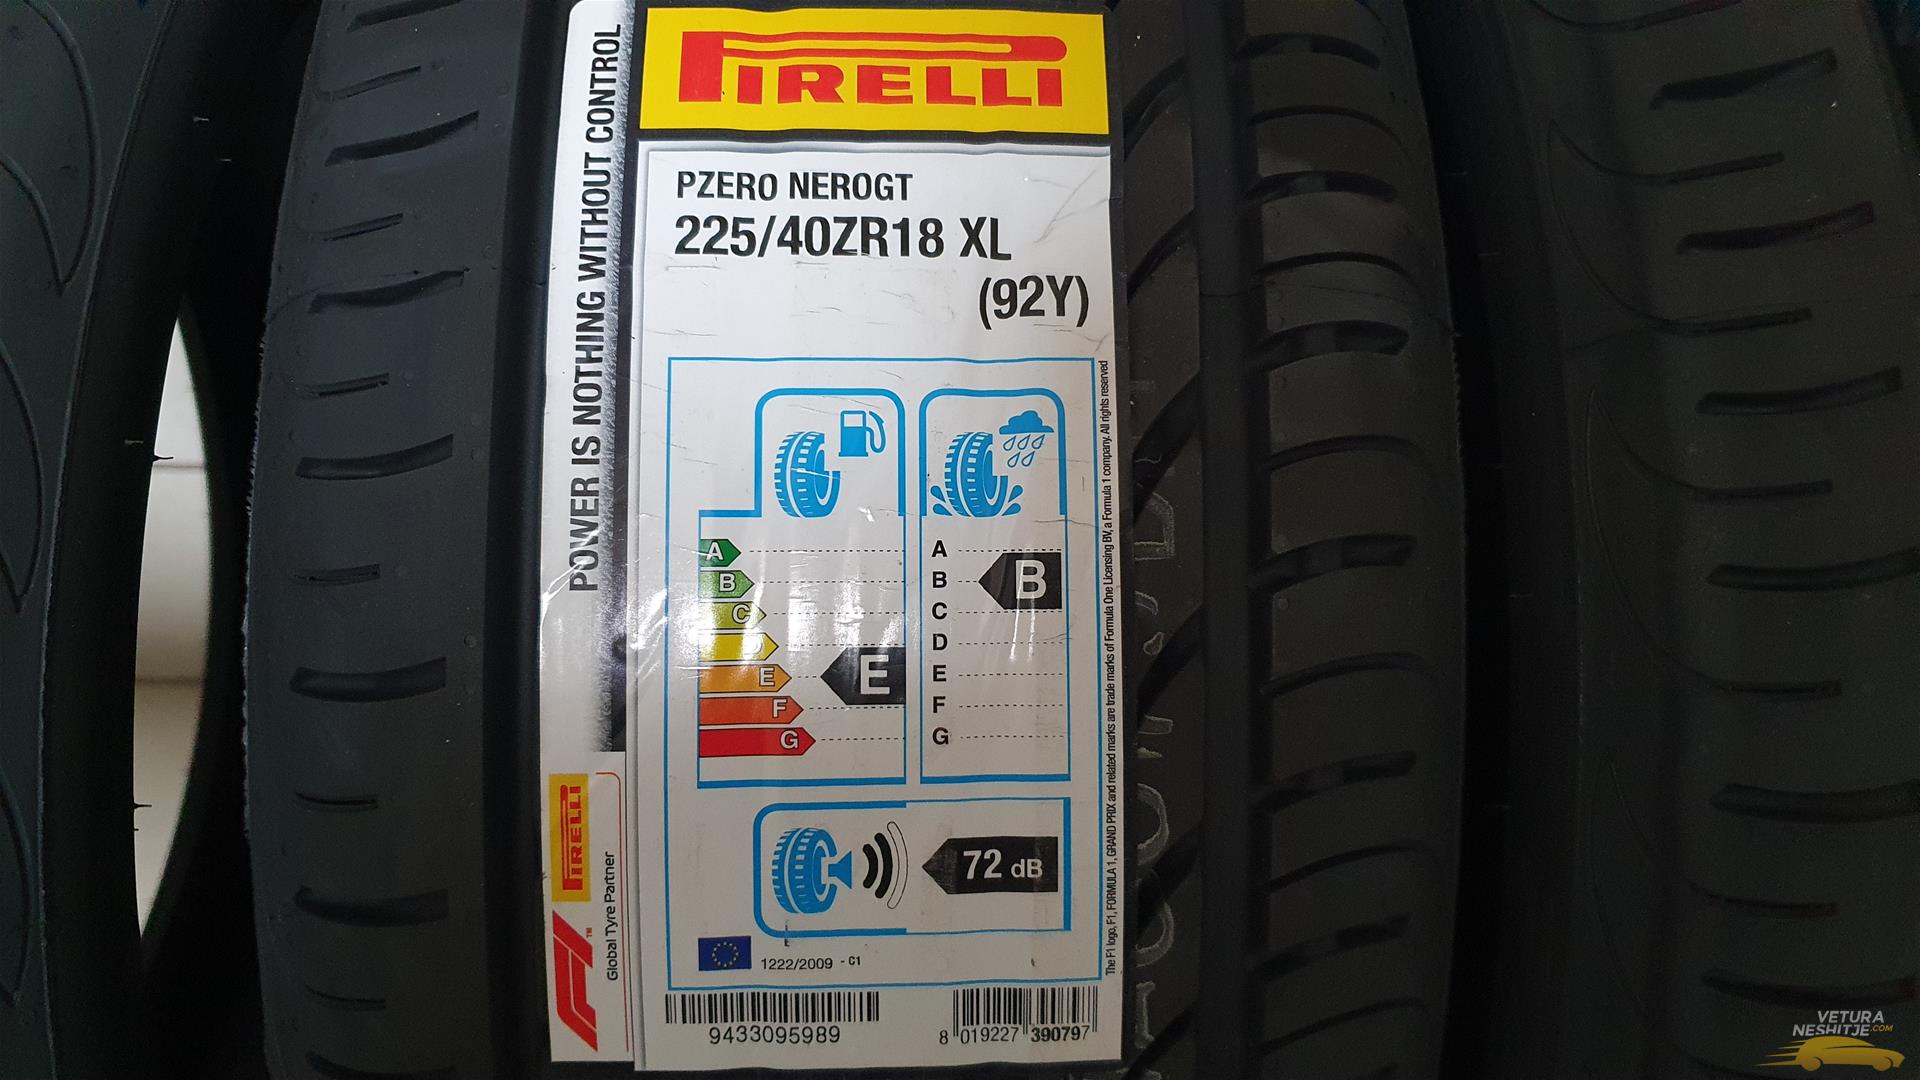 PIRELLI
POWER IS NOTHING WITHOUT CONTROL
PZERO NEROGT
225/40ZR18 XL
(92Y)
A
B
C
D
E
F
G
E
A
B
C
D
E
F
G
B
72 dB
1222/2009 - C1
The F1 logo, F1, FORMULA 1, GRAND PRIX and related marks are trade marks of Formula One Licensing BV, a Formula 1 company. All rights reserved
PIRELLI
F1™
Global Tyre Partner
9433095989
8 019227 390797
VETURA
NESHITJE.COM